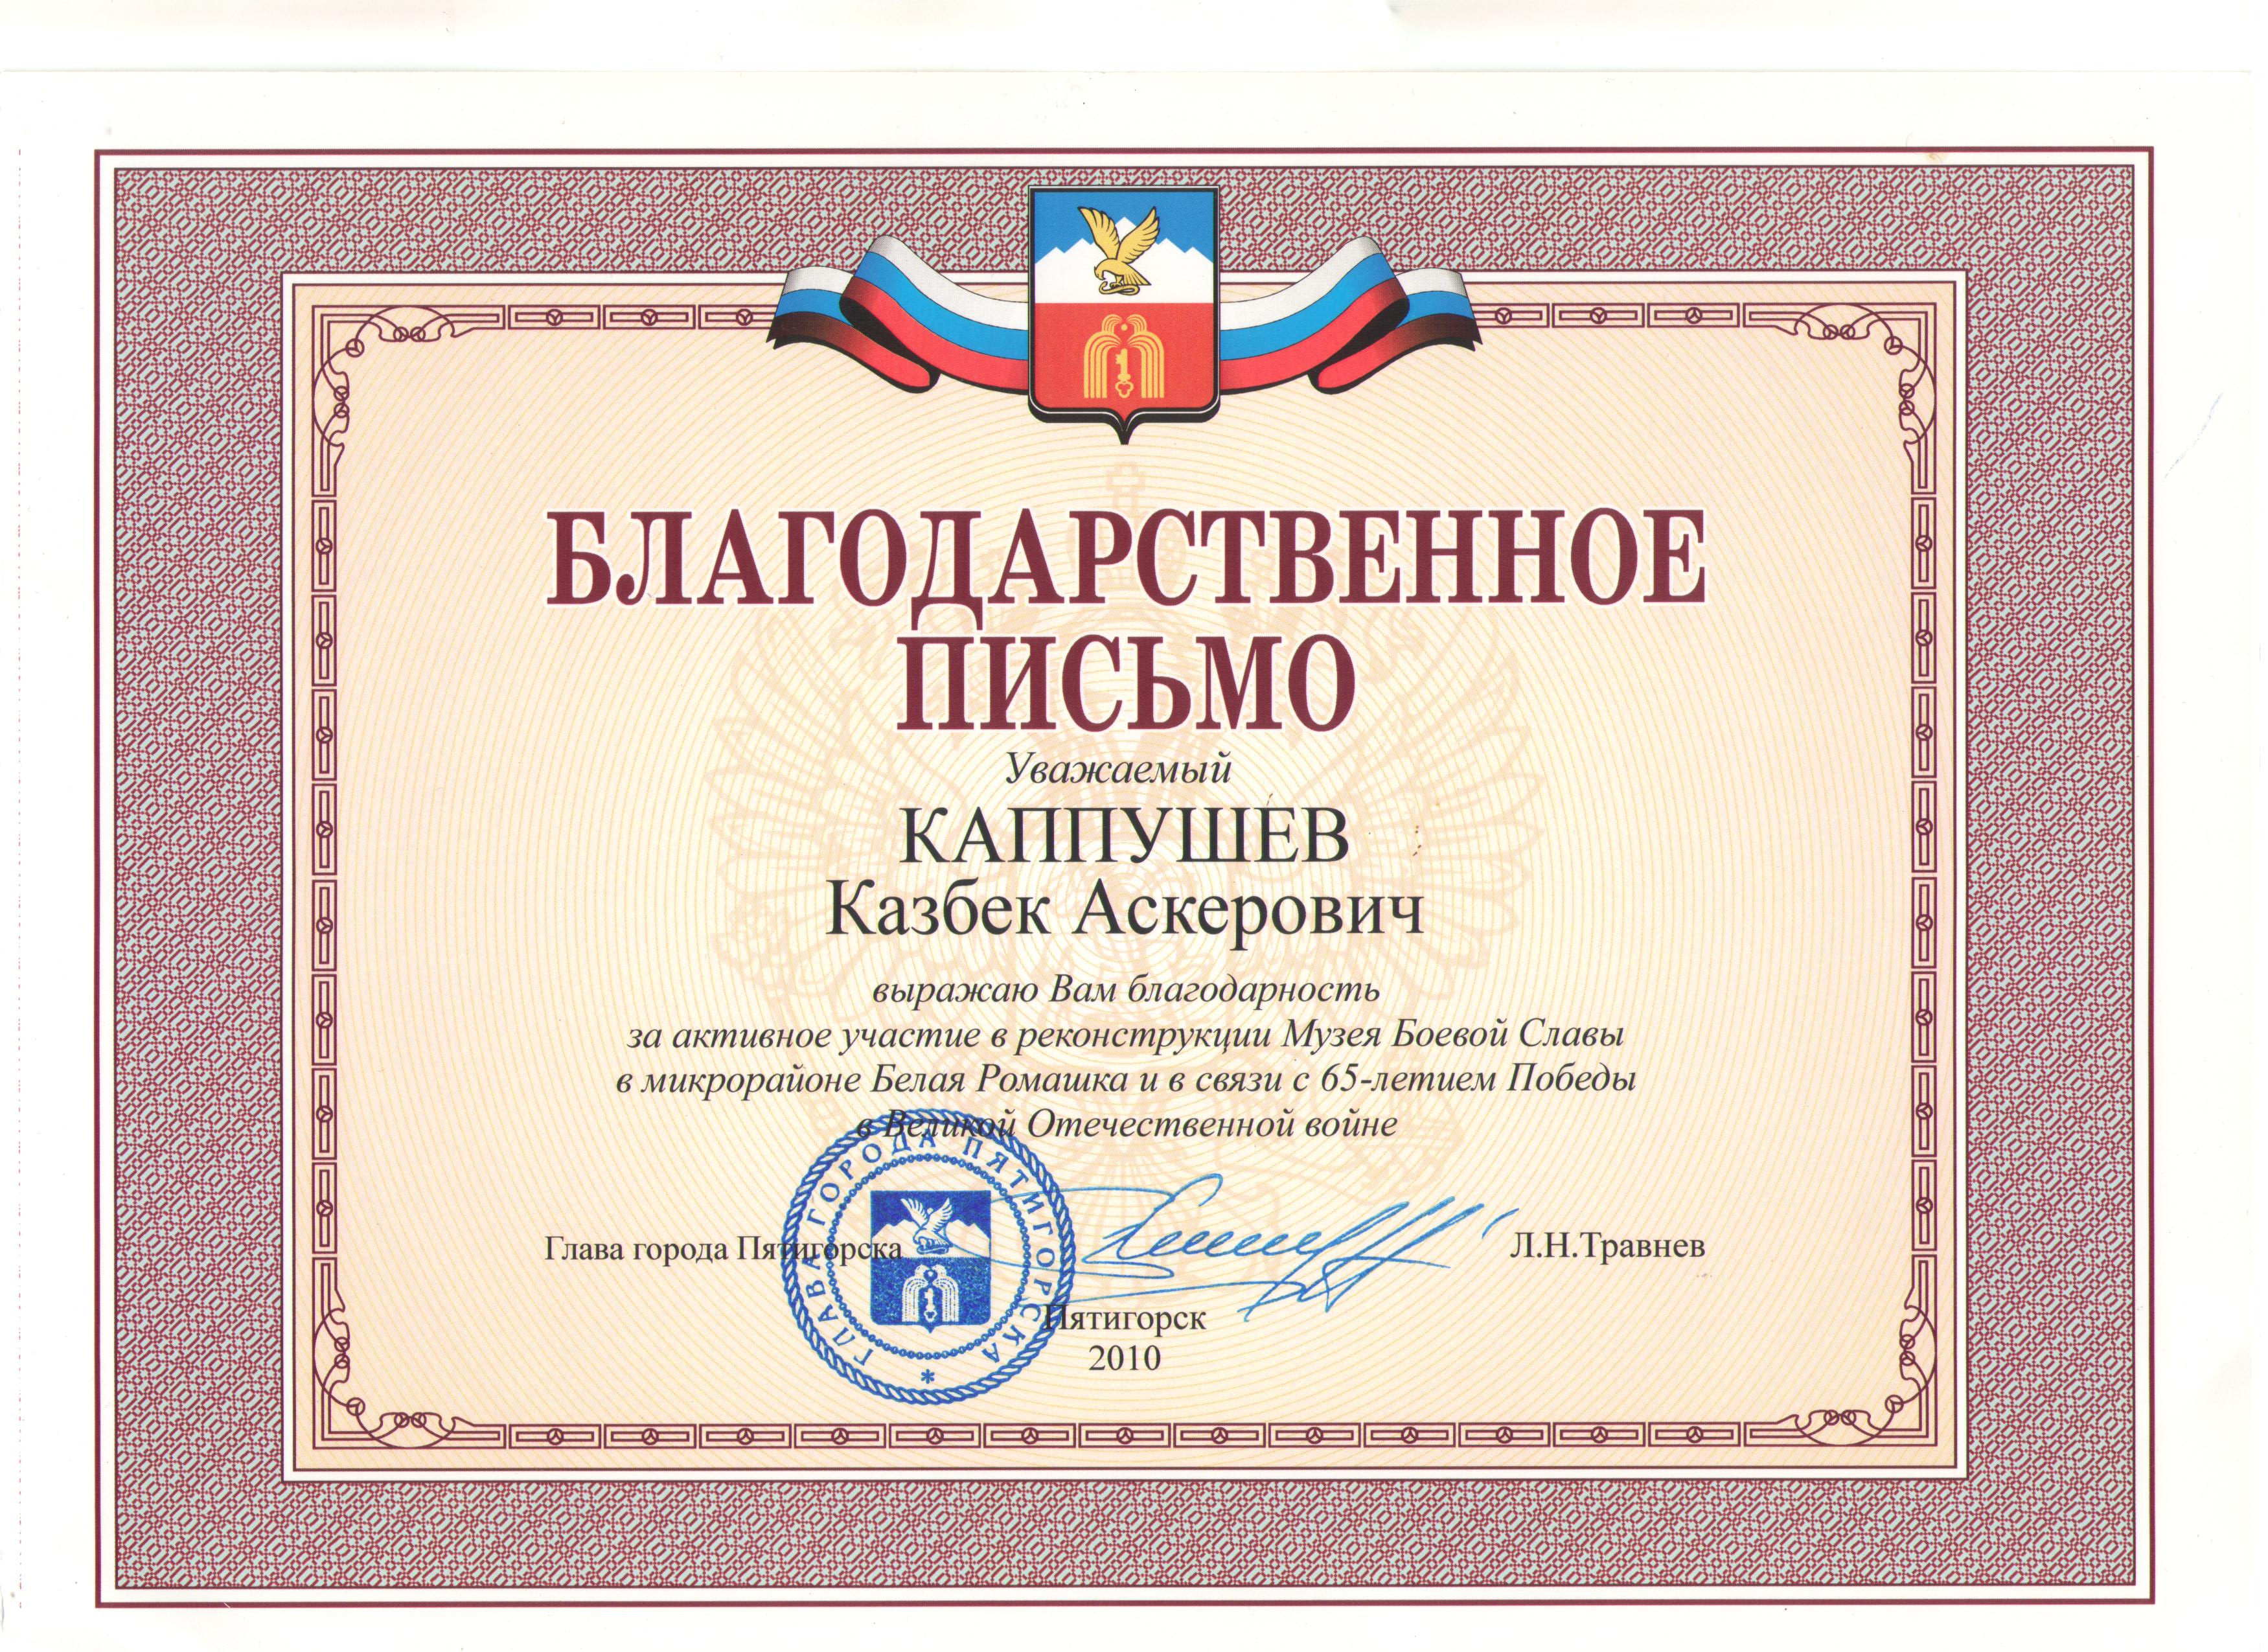 БЛАГОДАРСТВЕННОЕ
ПИСЬМО
Уважаемый
КАППУШЕВ
Казбек Аскерович
выражаю Вам благодарность
за активное участие в реконструкции Музея Боевой Славы
в микрорайоне Белая Ромашка и в связи с 65-летием Победы
в Великой Отечественной войне
Глава города Пятигорска
Л.Н.Травнев
ГЛАВА ГОРОДА ПЯТИГОРСКА *
Пятигорск
2010